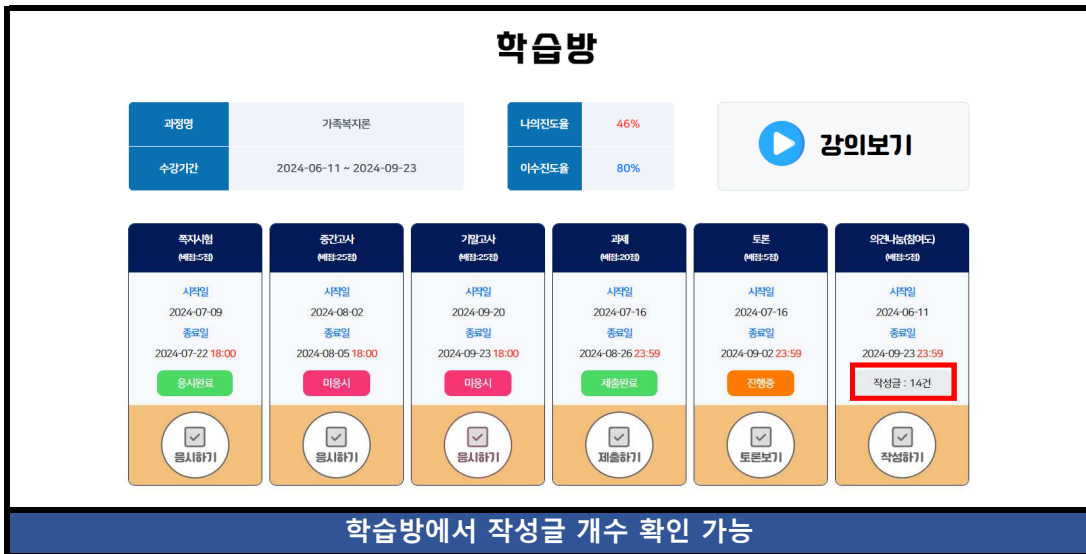 학습방
과정명 가족복지론 나의진도율 46%
수강기간 2024-06-11 ~ 2024-09-23 이수진도율 80%
강의보기
쪽지시험 중간고사 기말고사 과제 토론 의견나눔(참여도)
(배점:5점) (배점:25점) (배점:25점) (배점:20점) (배점:5점) (배점:5점)
시작일 시작일 시작일 시작일 시작일 시작일
2024-07-09 2024-08-02 2024-09-20 2024-07-16 2024-07-16 2024-06-11
종료일 종료일 종료일 종료일 종료일 종료일
2024-07-22 18:00 2024-08-05 18:00 2024-09-23 18:00 2024-08-26 23:59 2024-09-02 23:59 2024-09-23 23:59
응시완료 미응시 미응시 제출완료 진행중 작성글 : 14건
응시하기 응시하기 응시하기 제출하기 토론보기 작성하기
학습방에서 작성글 개수 확인 가능